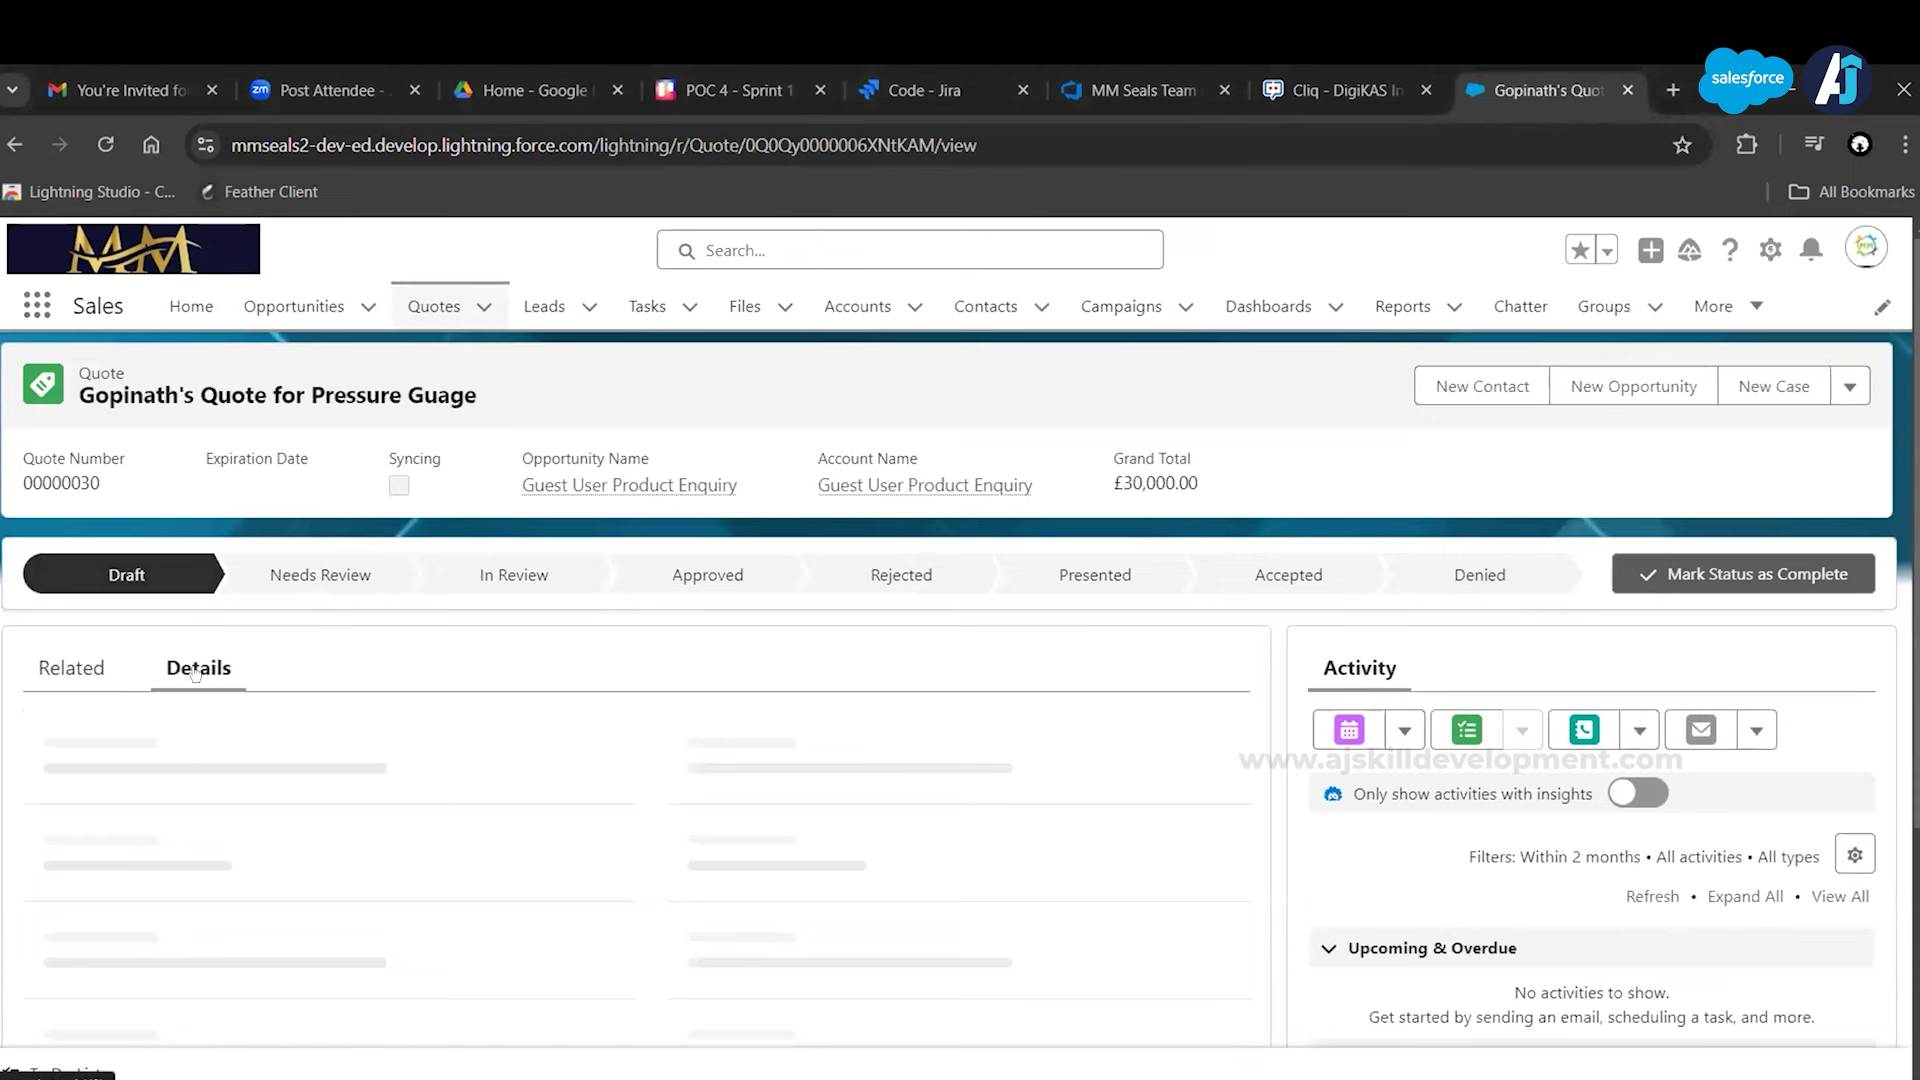 You're Invited fo
Post Attendee -
Home - Google
POC 4 - Sprint 1
Code - Jira
MM Seals Team
Cliq - DigiKAS In
Gopinath's Quot
salesforce
AJ
mmseals2-dev-ed.develop.lightning.force.com/lightning/r/Quote/0Q0Qy0000006XNtKAM/view
Lightning Studio - C...
Feather Client
All Bookmarks
MM
Search...
Sales
Home
Opportunities
Quotes
Leads
Tasks
Files
Accounts
Contacts
Campaigns
Dashboards
Reports
Chatter
Groups
More
Quote
Gopinath's Quote for Pressure Guage
New Contact
New Opportunity
New Case
Quote Number
Expiration Date
Syncing
Opportunity Name
Account Name
Grand Total
00000030
Guest User Product Enquiry
Guest User Product Enquiry
£30,000.00
Draft
Needs Review
In Review
Approved
Rejected
Presented
Accepted
Denied
Mark Status as Complete
Related
Details
Activity
www.ajskilldevelopment.com
Only show activities with insights
Filters: Within 2 months • All activities • All types
Refresh • Expand All • View All
Upcoming & Overdue
No activities to show.
Get started by sending an email, scheduling a task, and more.